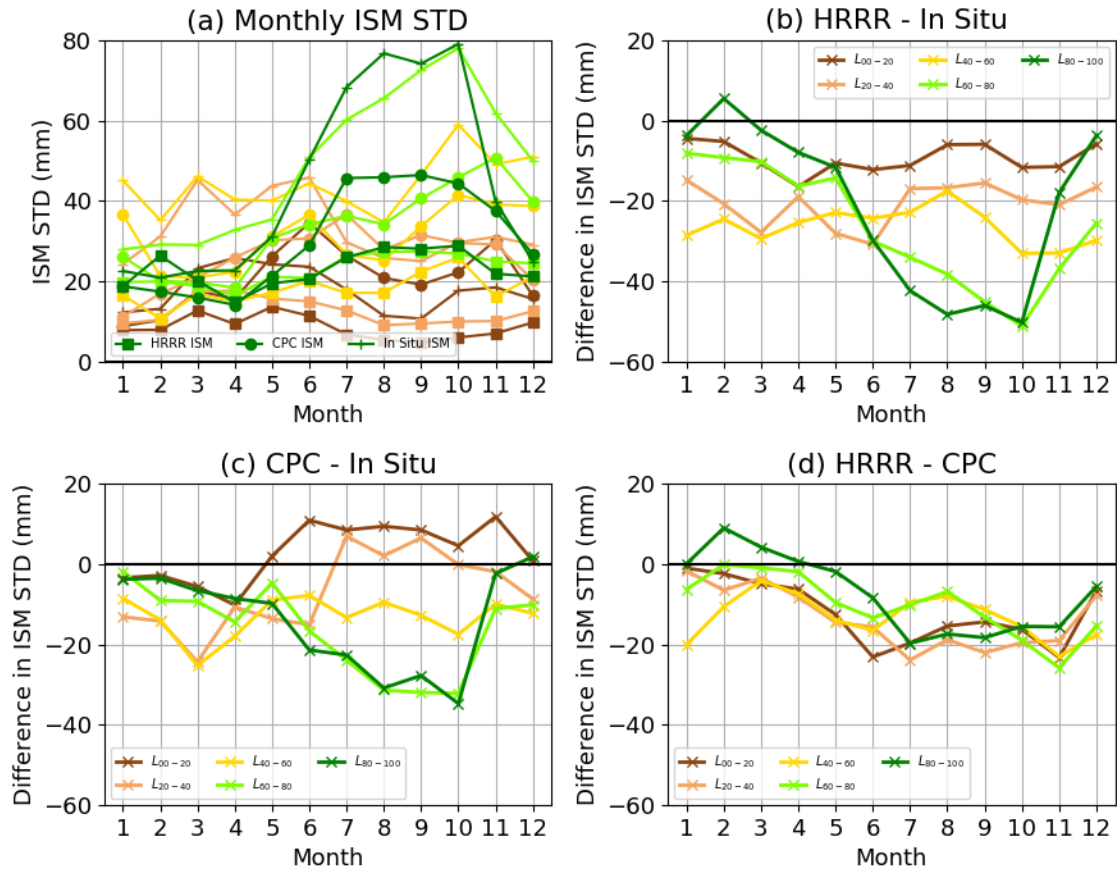 (a) Monthly ISM STD
ISM STD (mm)
80
60
40
20
0
HRRR ISM CPC ISM In Situ ISM
1 2 3 4 5 6 7 8 9 10 11 12
Month
(b) HRRR - In Situ
Difference in ISM STD (mm)
20
0
−20
−40
−60
L00−20 L40−60 L80−100
L20−40 L60−80
1 2 3 4 5 6 7 8 9 10 11 12
Month
(c) CPC - In Situ
Difference in ISM STD (mm)
20
0
−20
−40
−60
L00−20 L40−60 L80−100
L20−40 L60−80
1 2 3 4 5 6 7 8 9 10 11 12
Month
(d) HRRR - CPC
Difference in ISM STD (mm)
20
0
−20
−40
−60
L00−20 L40−60 L80−100
L20−40 L60−80
1 2 3 4 5 6 7 8 9 10 11 12
Month